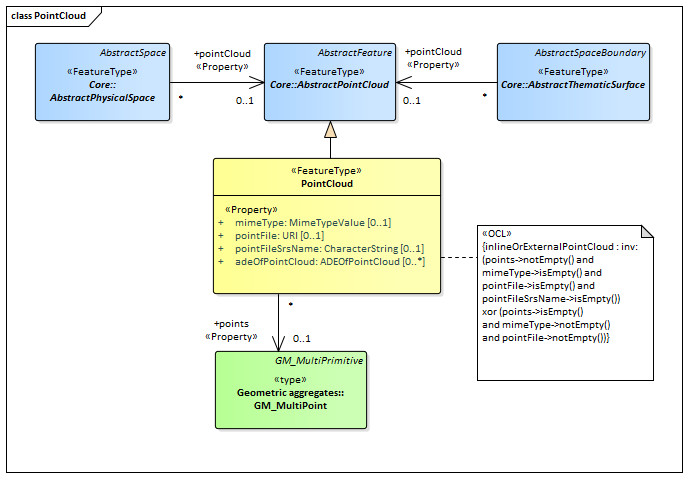 class PointCloud
AbstractSpace
«FeatureType»
Core::
AbstractPhysicalSpace
+pointCloud
«Property»
*
0..1
AbstractFeature
«FeatureType»
Core::AbstractPointCloud
+pointCloud
«Property»
0..1
*
AbstractSpaceBoundary
«FeatureType»
Core::AbstractThematicSurface
«FeatureType»
PointCloud
«Property»
+ mimeType: MimeTypeValue [0..1]
+ pointFile: URI [0..1]
+ pointFileSrsName: CharacterString [0..1]
+ adeOfPointCloud: ADEOfPointCloud [0..*]
«OCL»
{inlineOrExternalPointCloud : inv:
(points->notEmpty() and
mimeType->isEmpty() and
pointFile->isEmpty() and
pointFileSrsName->isEmpty())
xor (points->isEmpty()
and mimeType->notEmpty()
and pointFile->notEmpty())}
*
+points
«Property»
0..1
GM_MultiPrimitive
«type»
Geometric aggregates::
GM_MultiPoint